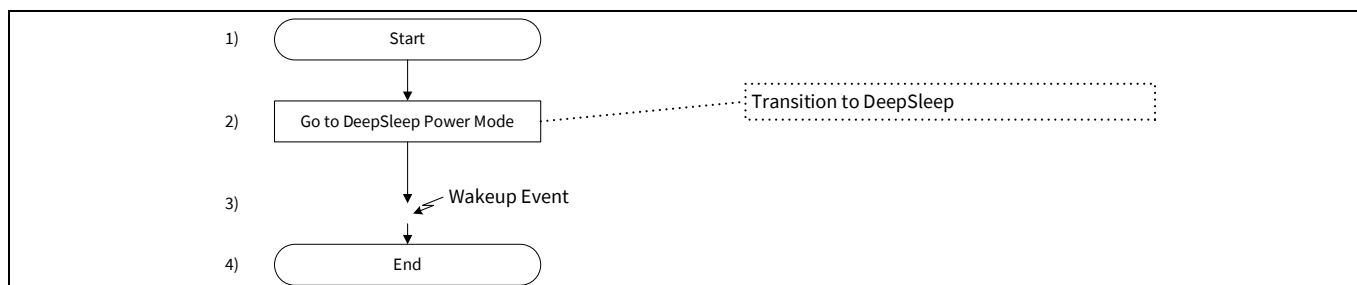 1) Start
2) Go to DeepSleep Power Mode
Transition to DeepSleep
3) Wakeup Event
4) End